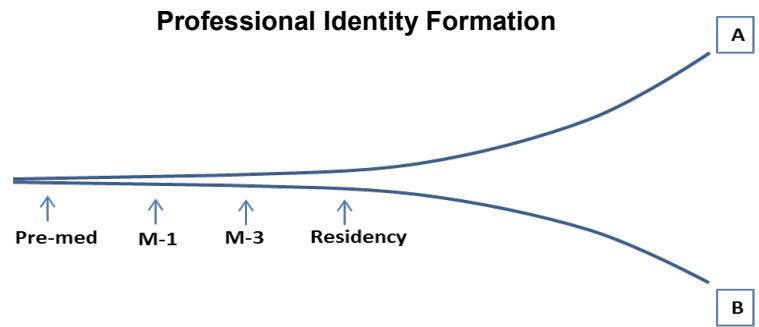 Professional Identity Formation
A
Pre-med M-1 M-3 Residency
B